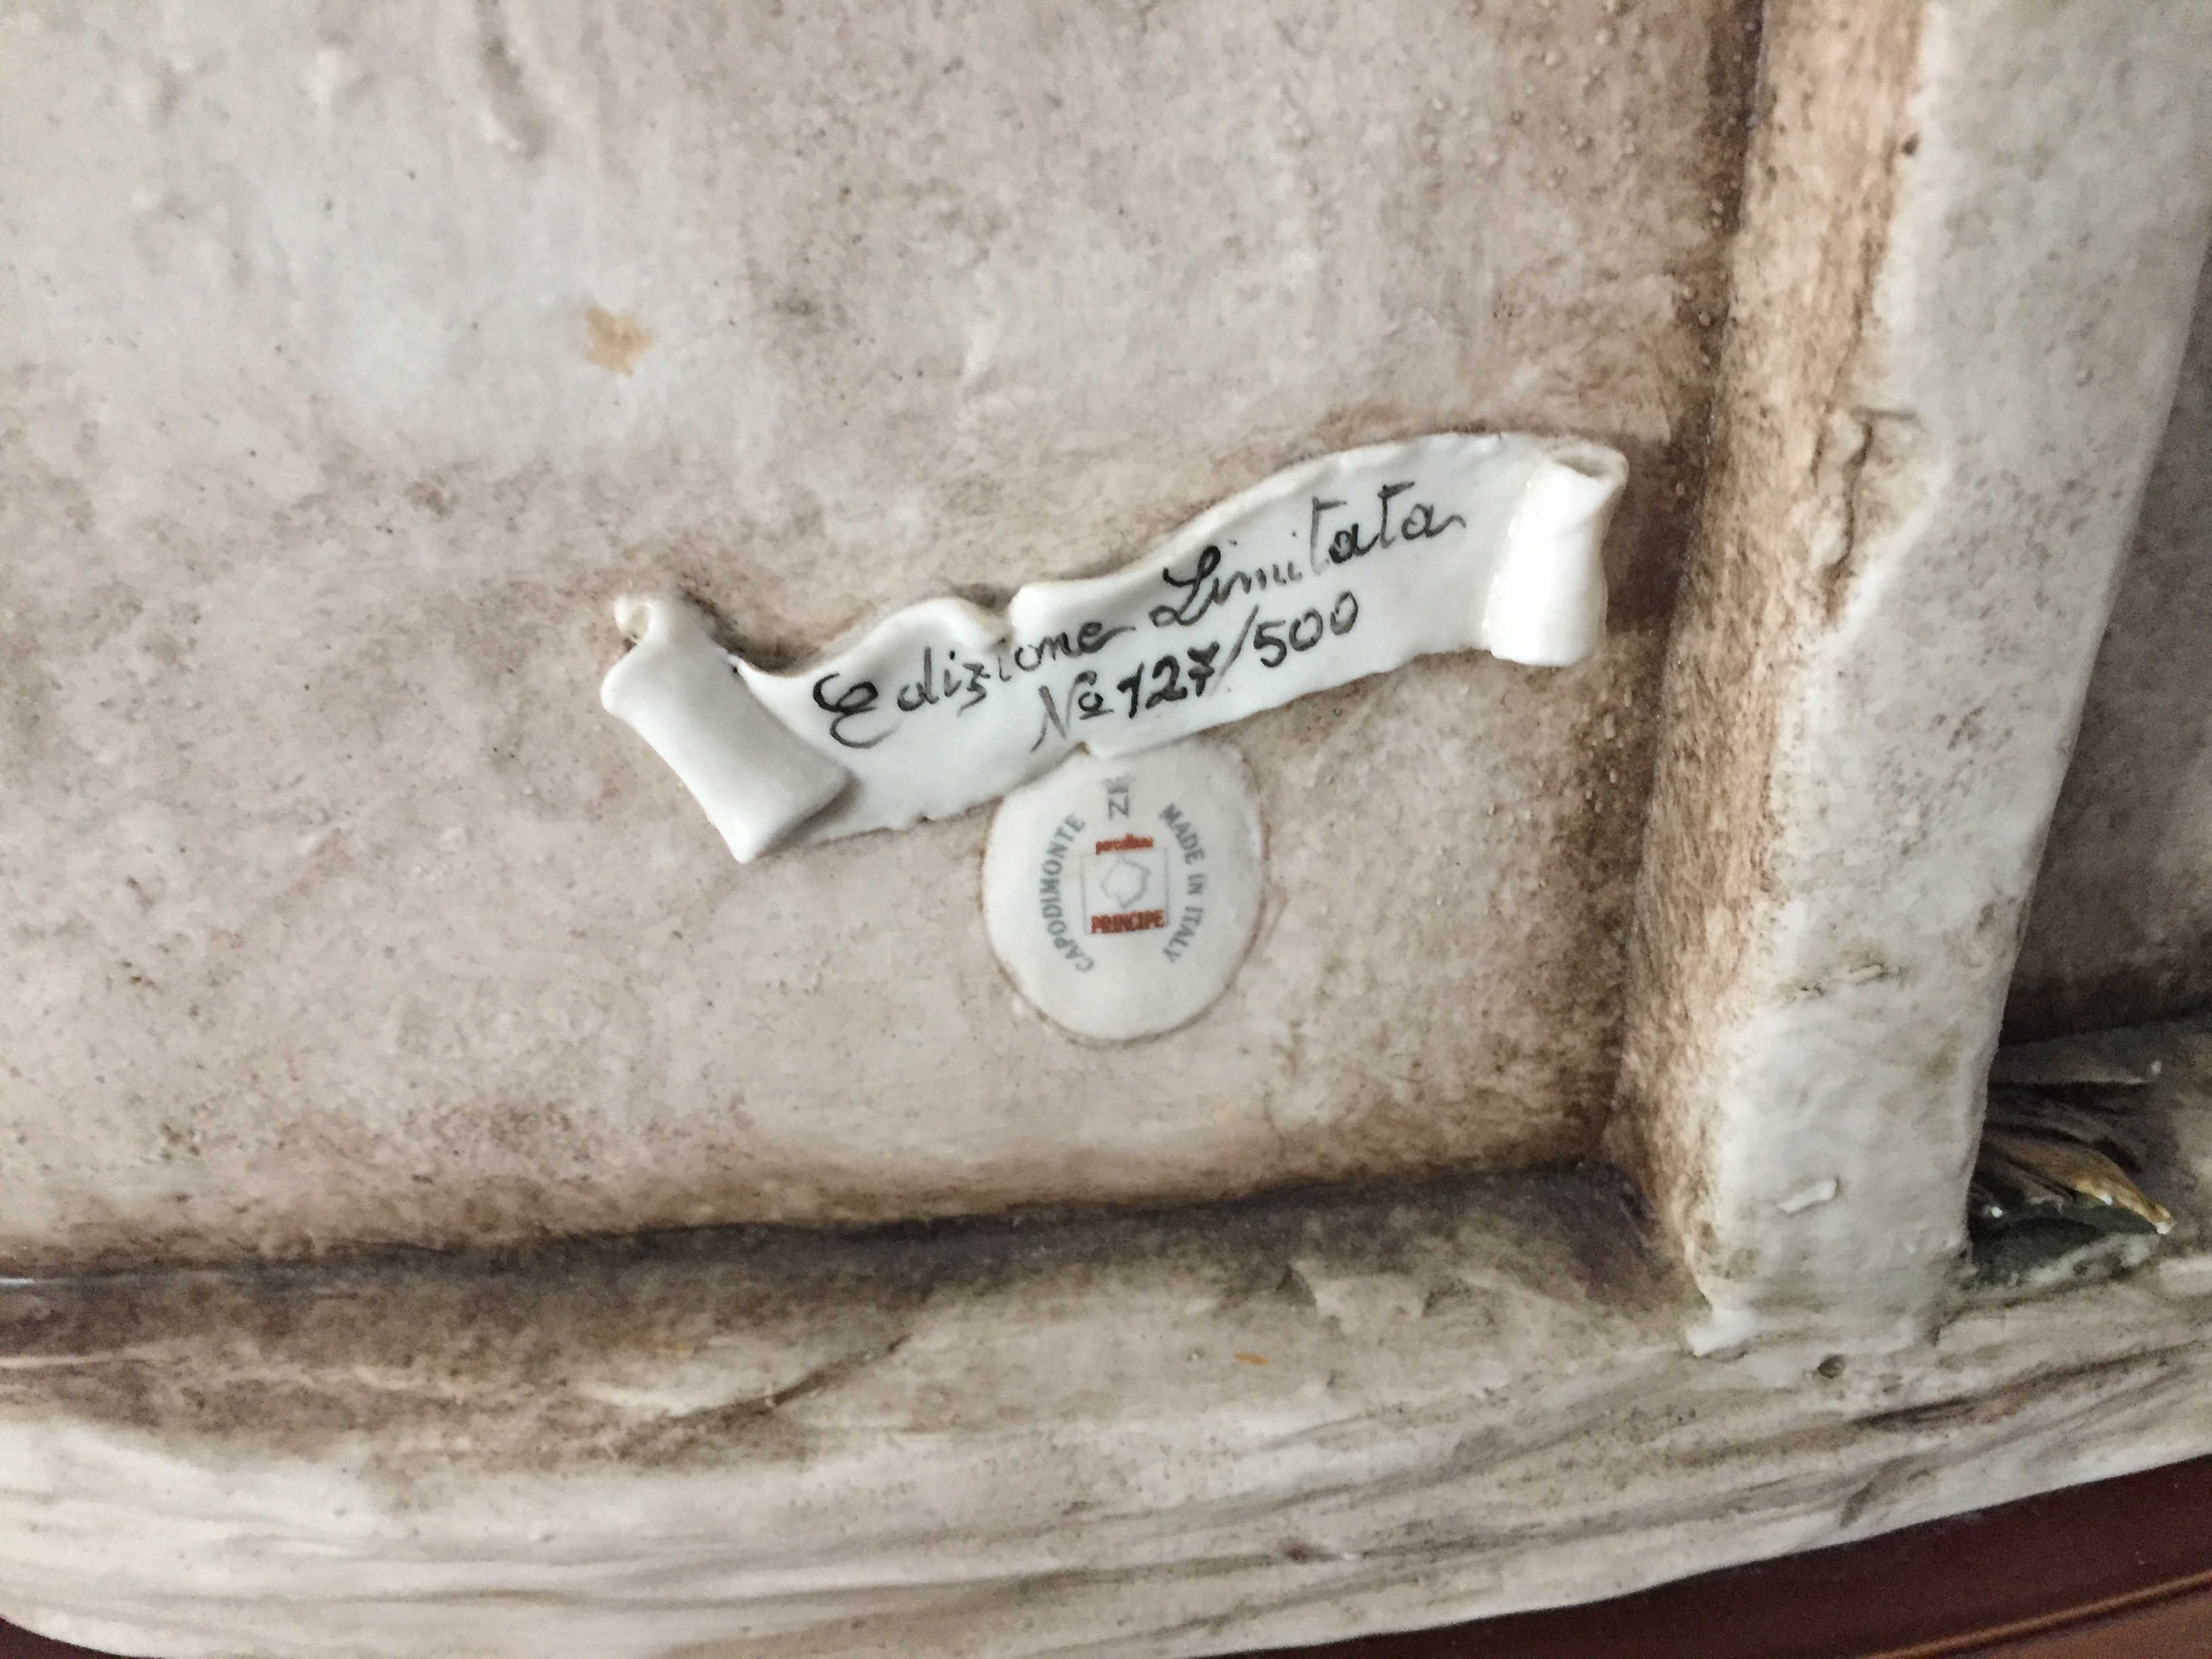 Edizione Limitata
Nº 127/500
CAPODIMONTE
MADE IN ITALY
porcellane
PRINCIPE